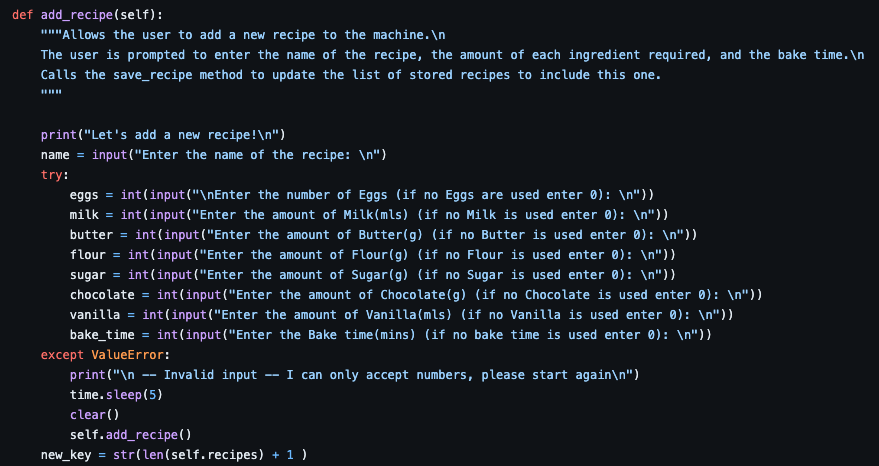 def add_recipe(self):
    """Allows the user to add a new recipe to the machine.\n
    The user is prompted to enter the name of the recipe, the amount of each ingredient required, and the bake time.\n
    Calls the save_recipe method to update the list of stored recipes to include this one.
    """
    print("Let's add a new recipe!\n")
    name = input("Enter the name of the recipe: \n")
    try:
        eggs = int(input("\nEnter the number of Eggs (if no Eggs are used enter 0): \n"))
        milk = int(input("Enter the amount of Milk(mls) (if no Milk is used enter 0): \n"))
        butter = int(input("Enter the amount of Butter(g) (if no Butter is used enter 0): \n"))
        flour = int(input("Enter the amount of Flour(g) (if no Flour is used enter 0): \n"))
        sugar = int(input("Enter the amount of Sugar(g) (if no Sugar is used enter 0): \n"))
        chocolate = int(input("Enter the amount of Chocolate(g) (if no Chocolate is used enter 0): \n"))
        vanilla = int(input("Enter the amount of Vanilla(mls) (if no Vanilla is used enter 0): \n"))
        bake_time = int(input("Enter the Bake time(mins) (if no bake time is used enter 0): \n"))
    except ValueError:
        print("\n -- Invalid input -- I can only accept numbers, please start again\n")
        time.sleep(5)
        clear()
        self.add_recipe()
    new_key = str(len(self.recipes) + 1 )